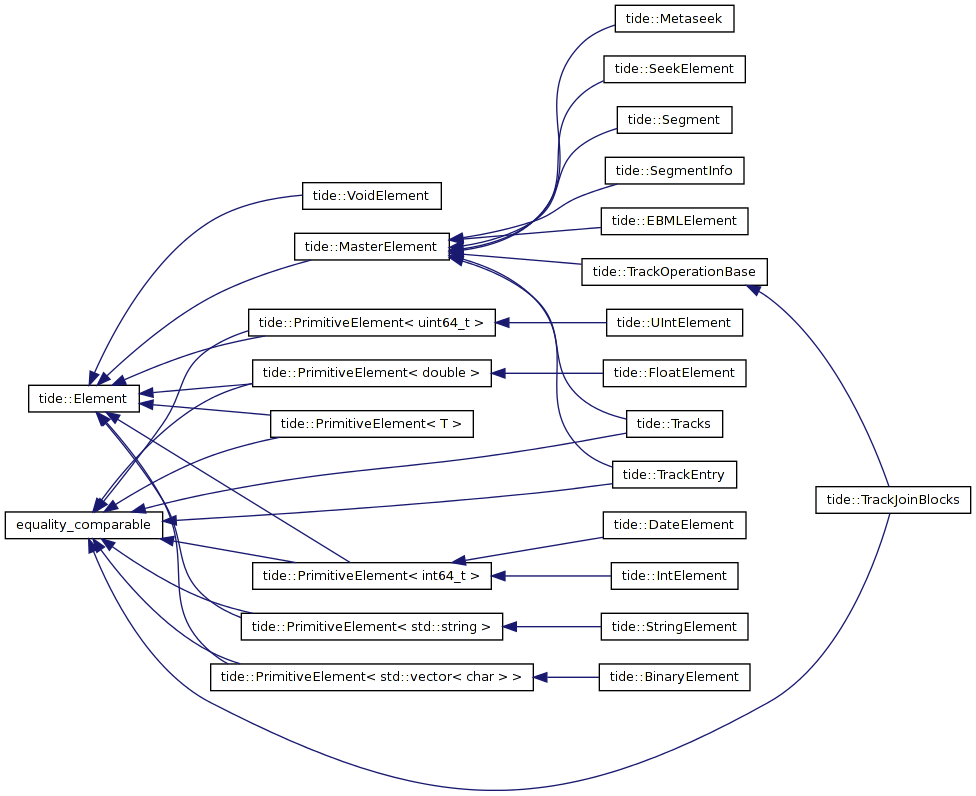 tide::Metaseek
tide::SeekElement
tide::Segment
tide::SegmentInfo
tide::VoidElement
tide::EBMLElement
tide::MasterElement
tide::TrackOperationBase
tide::PrimitiveElement< uint64_t >
tide::UIntElement
tide::PrimitiveElement< double >
tide::FloatElement
tide::Element
tide::PrimitiveElement< T >
tide::Tracks
tide::TrackEntry
tide::TrackJoinBlocks
equality_comparable
tide::DateElement
tide::PrimitiveElement< int64_t >
tide::IntElement
tide::PrimitiveElement< std::string >
tide::StringElement
tide::PrimitiveElement< std::vector< char > >
tide::BinaryElement